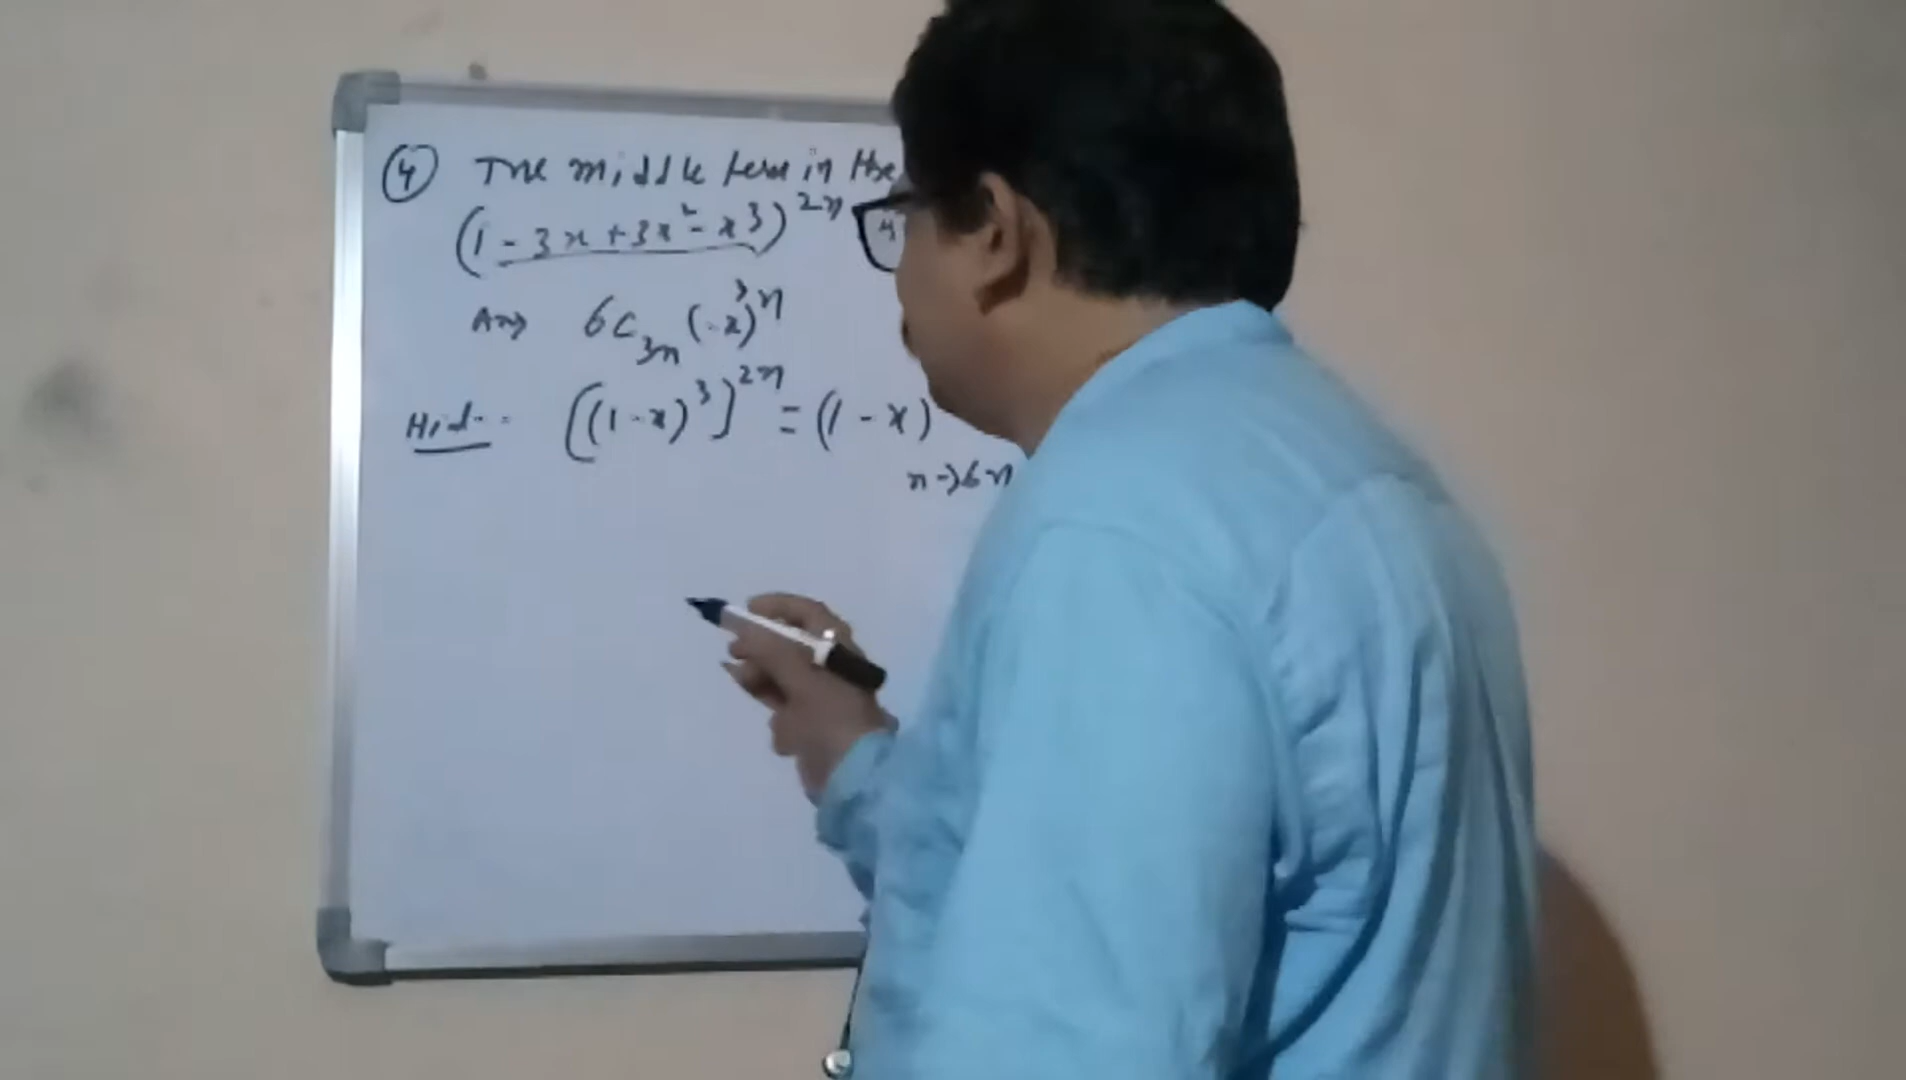 (4) The middle term in the
(1 - 3x + 3x² - x3)²ⁿ
Ans 6C₃ₙ (-x)³ⁿ
Hint:- [(1-x)³]²ⁿ = (1 - x)
n→6n